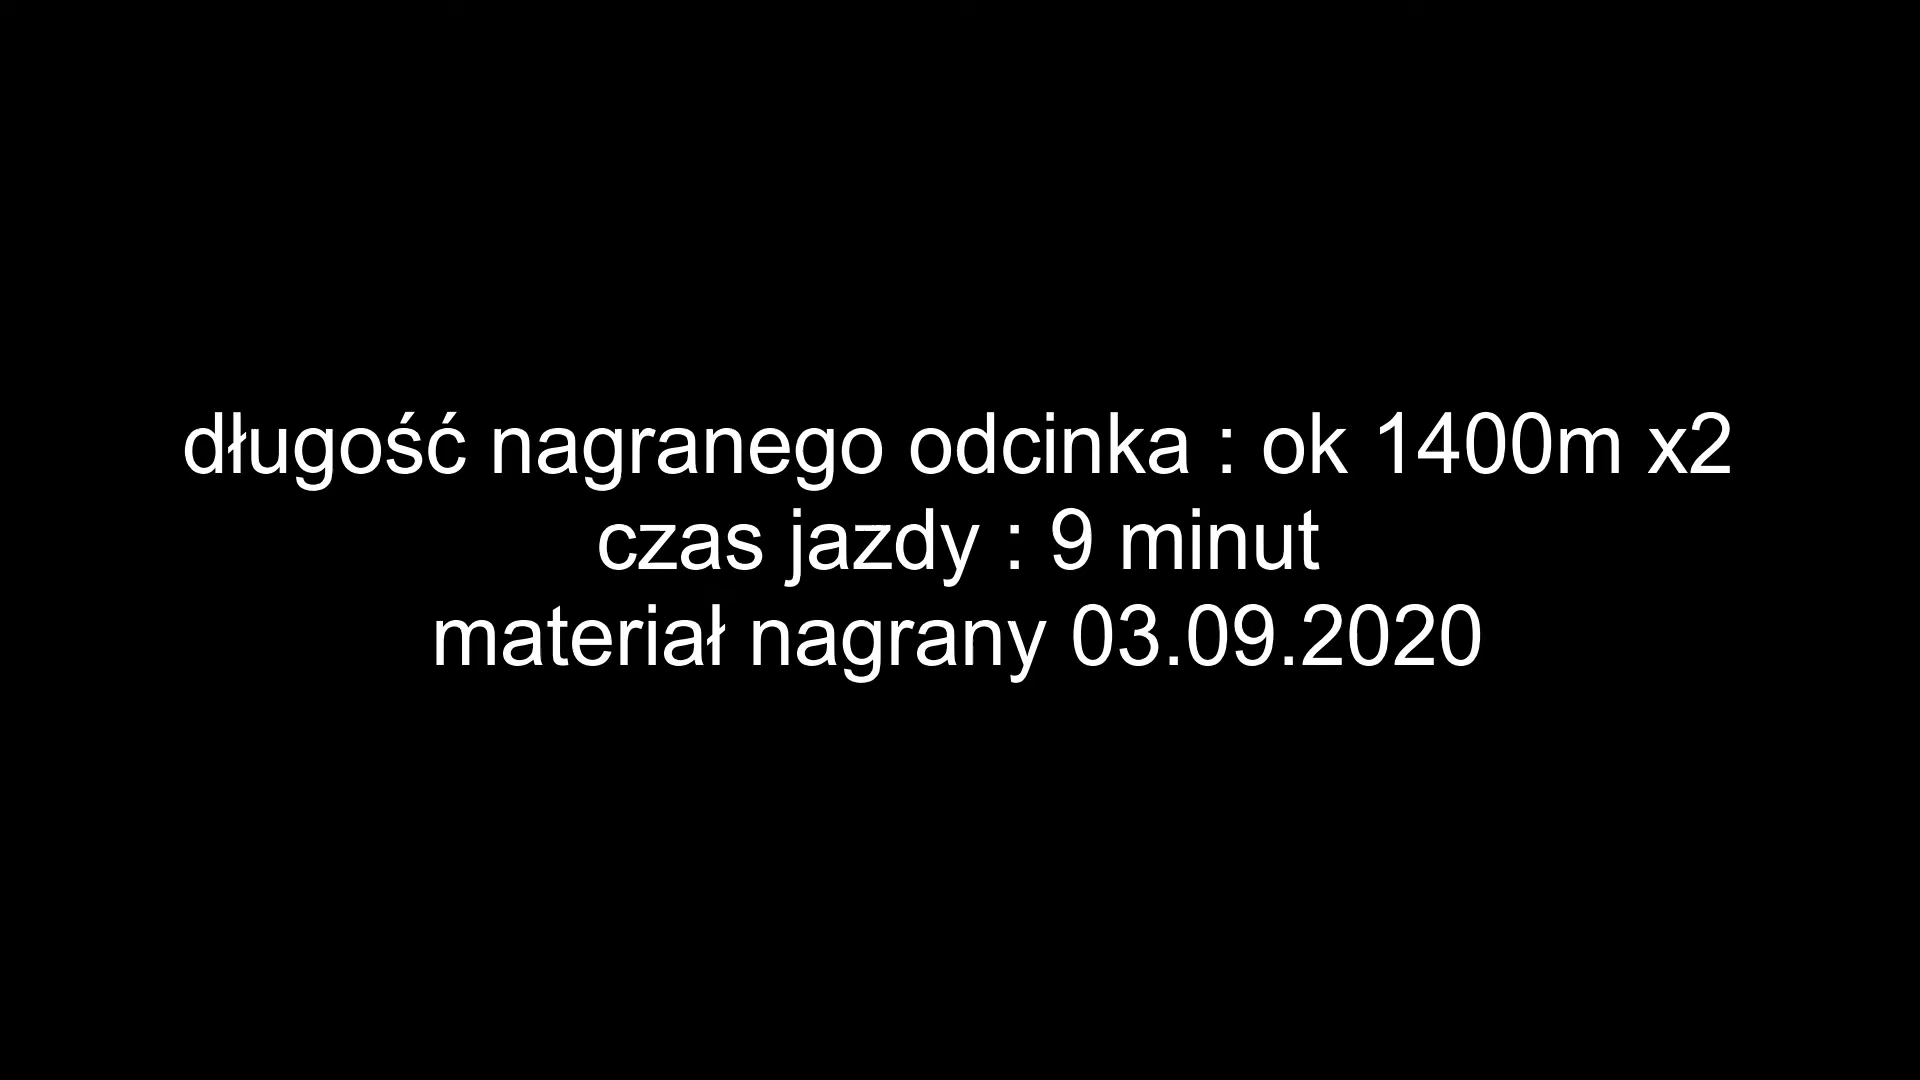 długość nagranego odcinka : ok 1400m x2
czas jazdy : 9 minut
materiał nagrany 03.09.2020